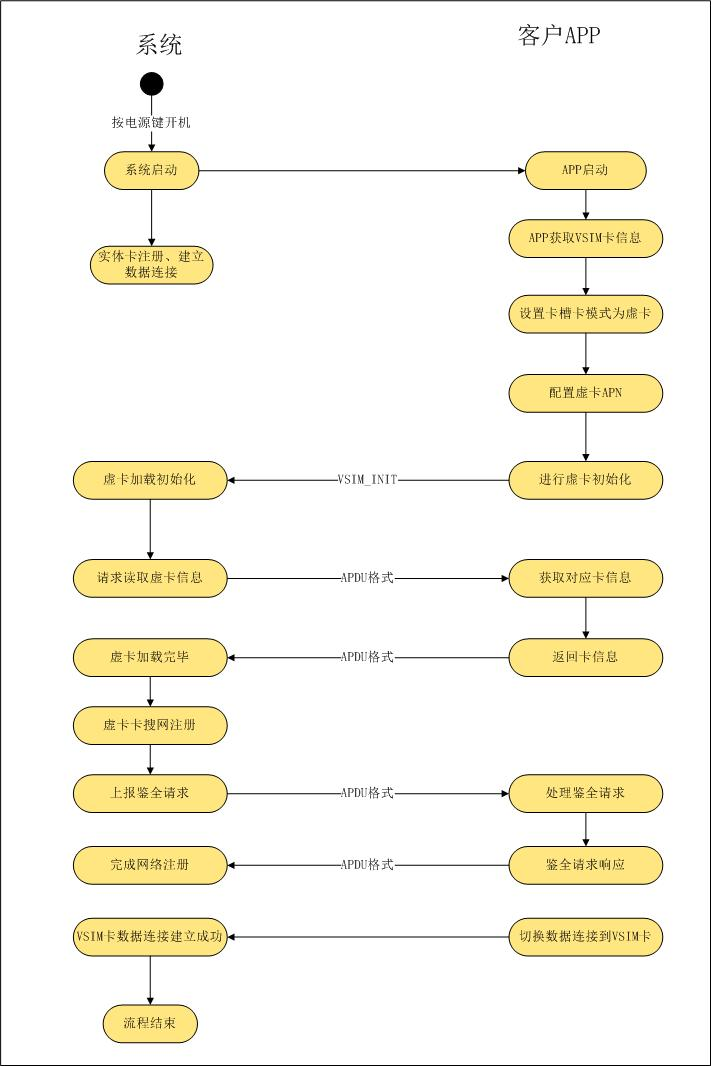 系统
客户APP
按电源键开机
系统启动
APP启动
APP获取VSIM卡信息
实体卡注册、建立
数据连接
设置卡槽卡模式为虚卡
配置虚卡APN
虚卡加载初始化
VSIM_INIT
进行虚卡初始化
请求读取虚卡信息
APDU格式
获取对应卡信息
虚卡加载完毕
APDU格式
返回卡信息
虚卡卡搜网注册
上报鉴全请求
APDU格式
处理鉴全请求
完成网络注册
APDU格式
鉴全请求响应
VSIM卡数据连接建立成功
切换数据连接到VSIM卡
流程结束